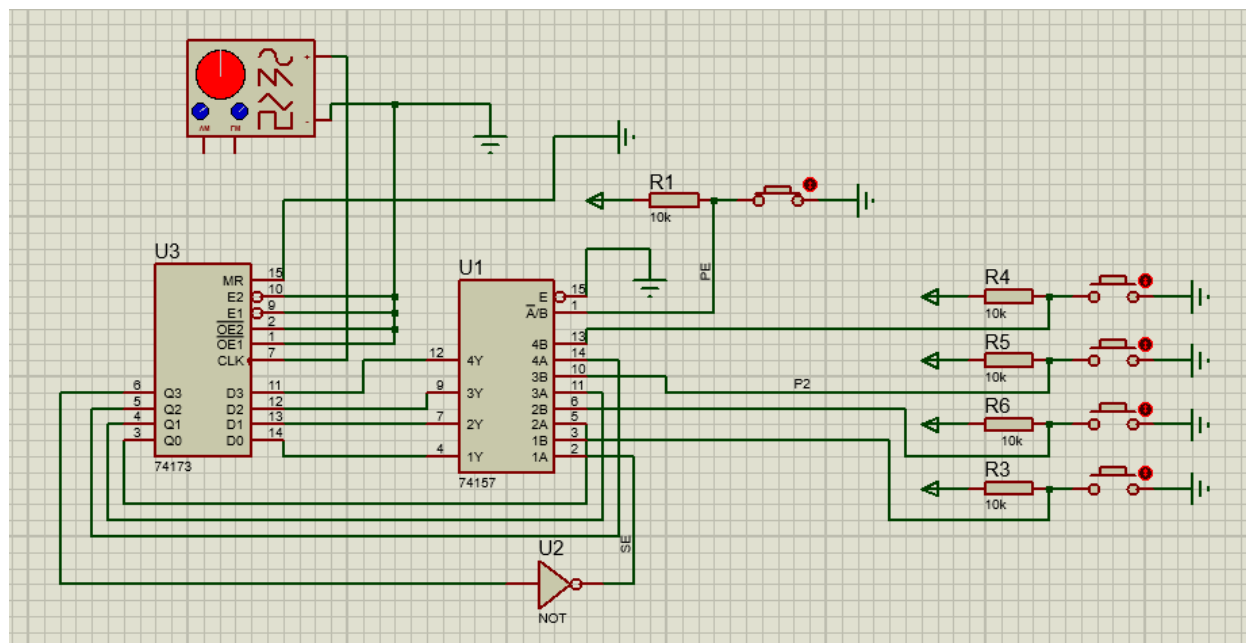 +
-
AM
FM
R1
10k
PE
U3
MR
E2
E1
OE2
OE1
CLK
D3
D2
D1
D0
Q3
Q2
Q1
Q0
15
10
9
2
1
7
11
12
13
14
6
5
4
3
74173
U1
E
A/B
4B
4A
3B
3A
2B
2A
1B
1A
4Y
3Y
2Y
1Y
15
1
13
14
10
11
6
5
3
2
12
9
7
4
74157
P2
R4
10k
R5
10k
R6
10k
R3
10k
SE
U2
NOT